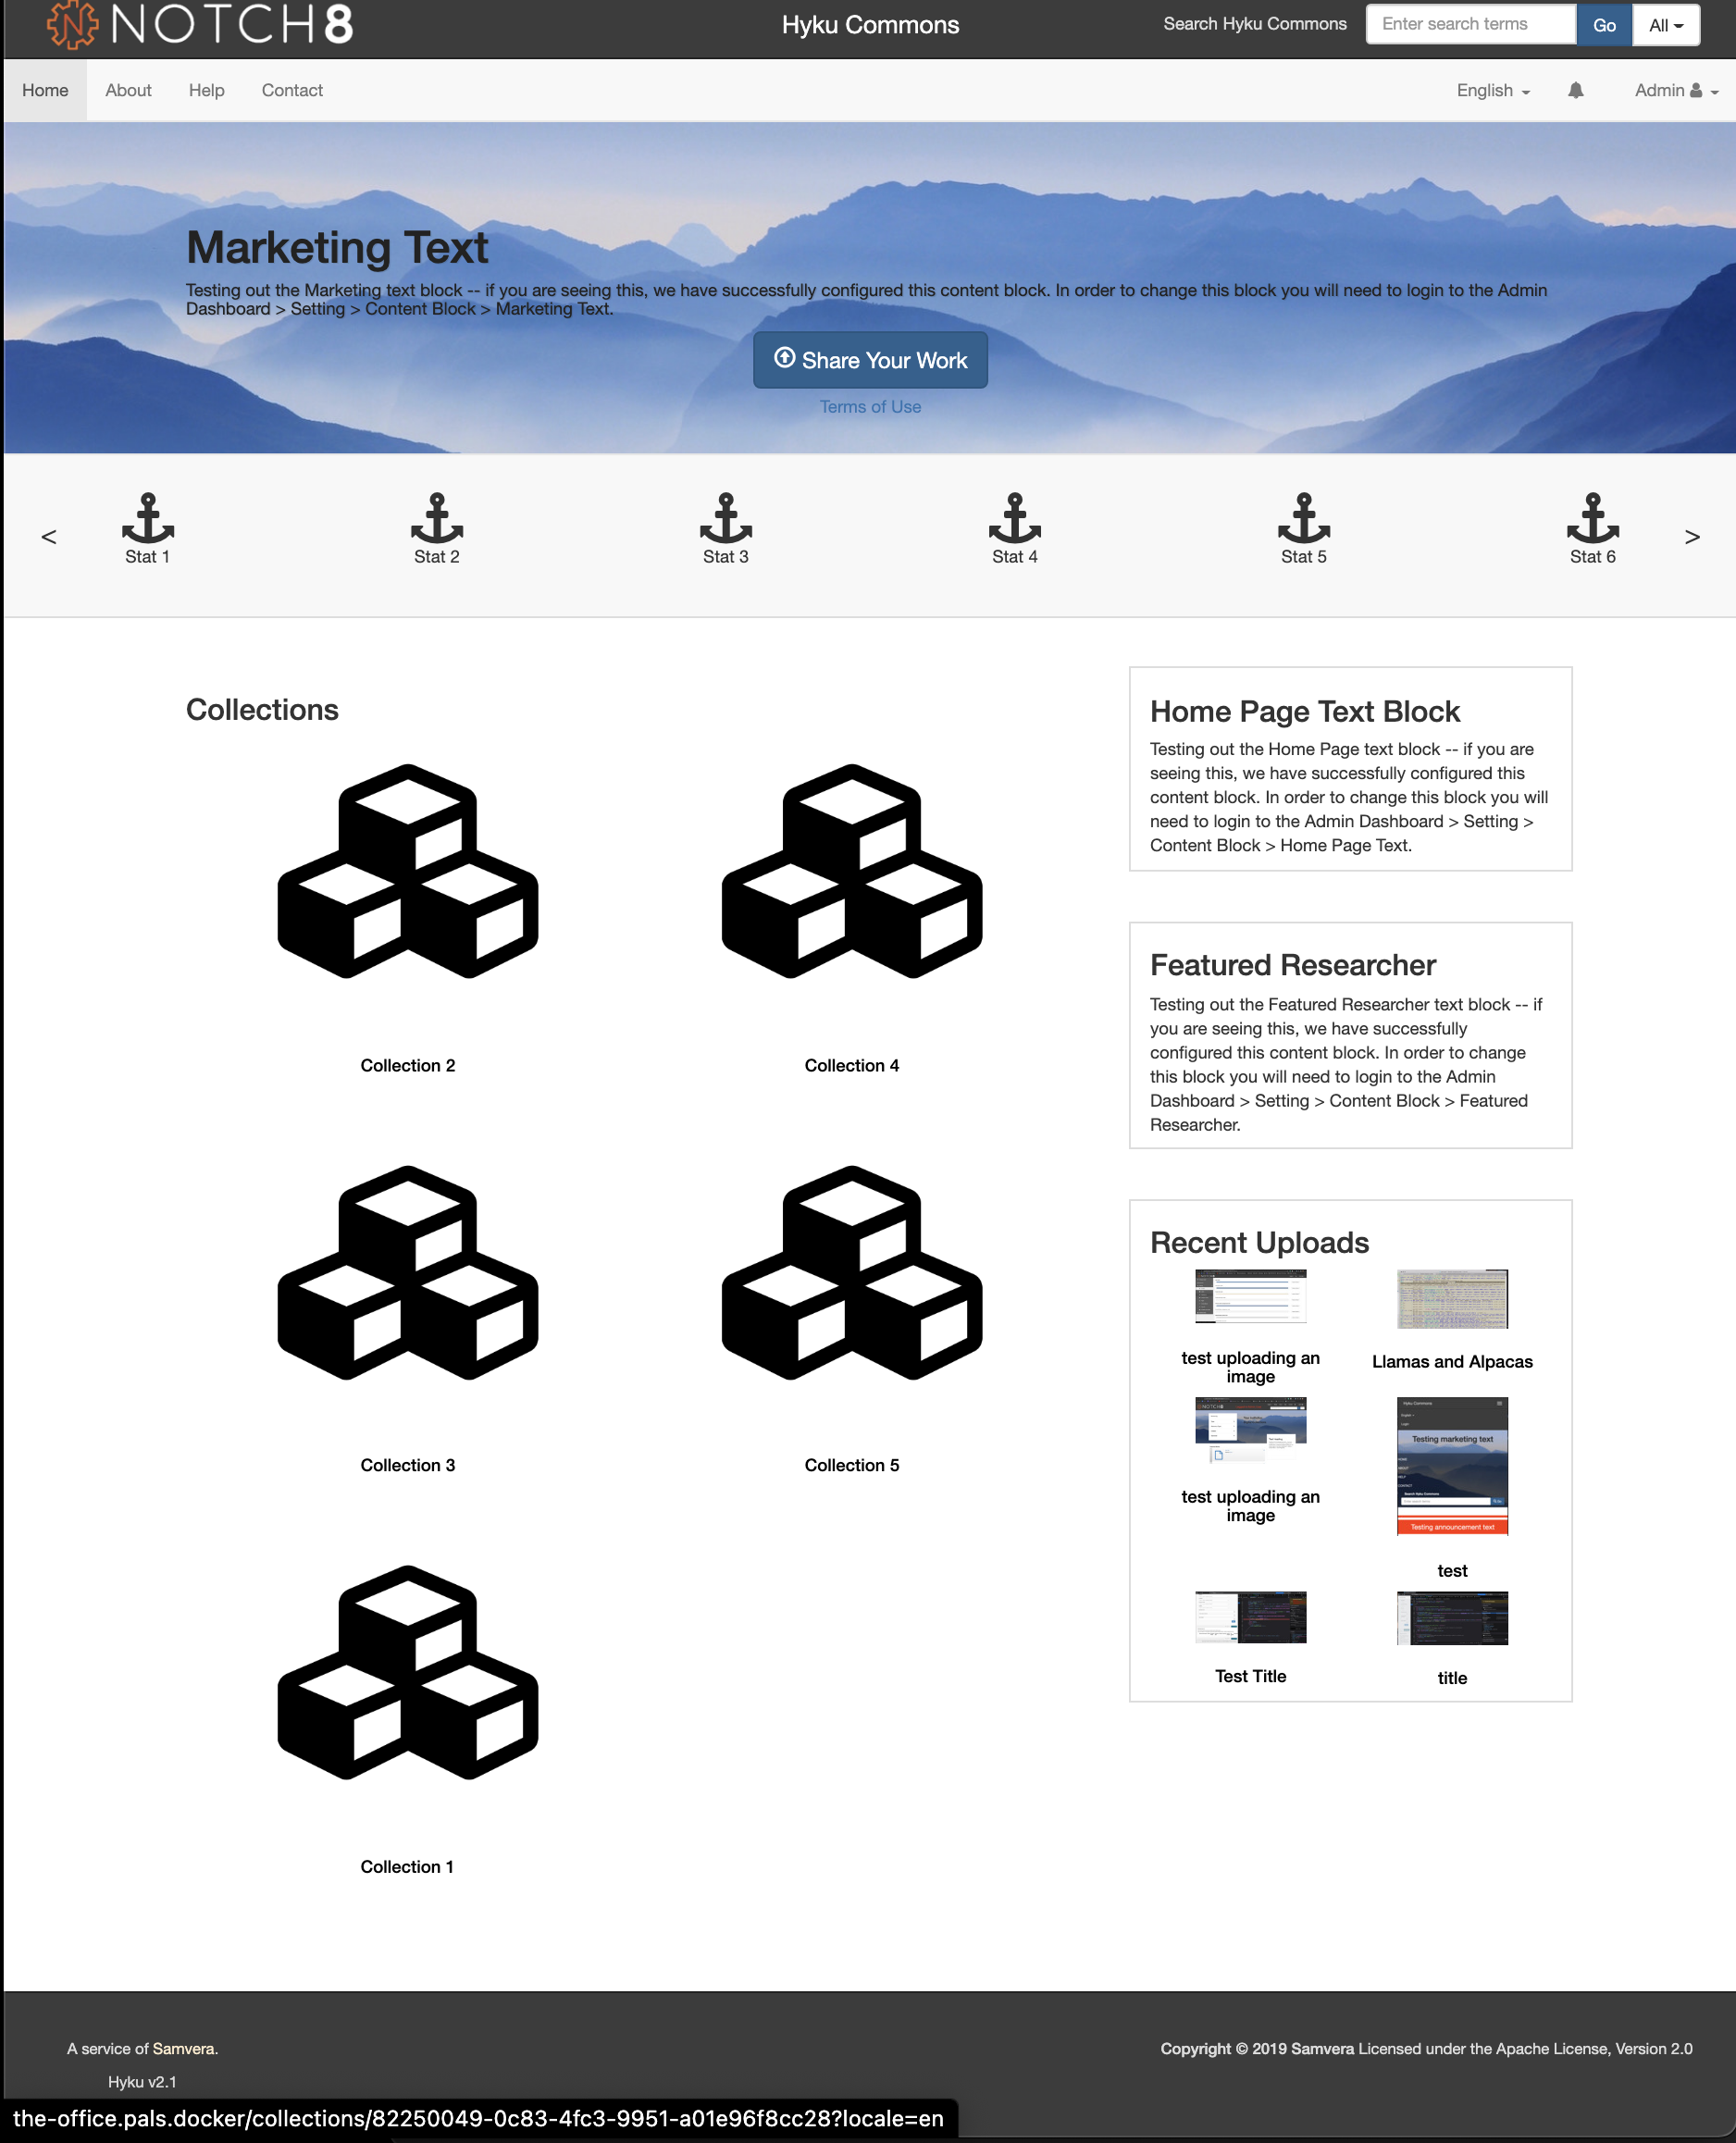 NOTCH8
Hyku Commons
Search Hyku Commons
Enter search terms
Go
All
Home
About
Help
Contact
English
Admin
Marketing Text
Testing out the Marketing text block -- if you are seeing this, we have successfully configured this content block. In order to change this block you will need to login to the Admin
Dashboard > Setting > Content Block > Marketing Text.
Share Your Work
Terms of Use
<
Stat 1
Stat 2
Stat 3
Stat 4
Stat 5
Stat 6
>
Collections
Collection 2
Collection 4
Collection 3
Collection 5
Collection 1
Home Page Text Block
Testing out the Home Page text block -- if you are
seeing this, we have successfully configured this
content block. In order to change this block you will
need to login to the Admin Dashboard > Setting >
Content Block > Home Page Text.
Featured Researcher
Testing out the Featured Researcher text block -- if
you are seeing this, we have successfully
configured this content block. In order to change
this block you will need to login to the Admin
Dashboard > Setting > Content Block > Featured
Researcher.
Recent Uploads
test uploading an
image
Llamas and Alpacas
test uploading an
image
Hyku Commons
Testing marketing text
Search Hyku Commons
Testing announcement text
test
Test Title
title
A service of Samvera.
Hyku v2.1
Copyright © 2019 Samvera Licensed under the Apache License, Version 2.0
the-office.pals.docker/collections/82250049-0c83-4fc3-9951-a01e96f8cc28?locale=en